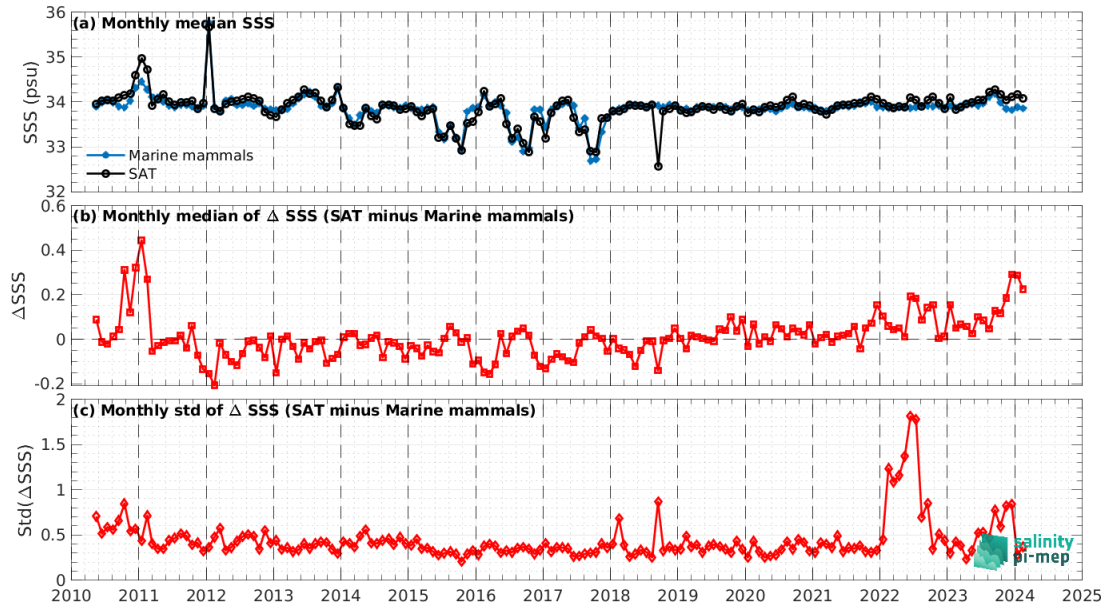 36
35
34
33
32
SSS (psu)
(a) Monthly median SSS
Marine mammals
SAT
0.6
0.4
0.2
0
-0.2
ΔSSS
(b) Monthly median of Δ SSS (SAT minus Marine mammals)
2
1.5
1
0.5
0
Std(ΔSSS)
(c) Monthly std of Δ SSS (SAT minus Marine mammals)
salinity
pi-mep
2010 2011 2012 2013 2014 2015 2016 2017 2018 2019 2020 2021 2022 2023 2024 2025